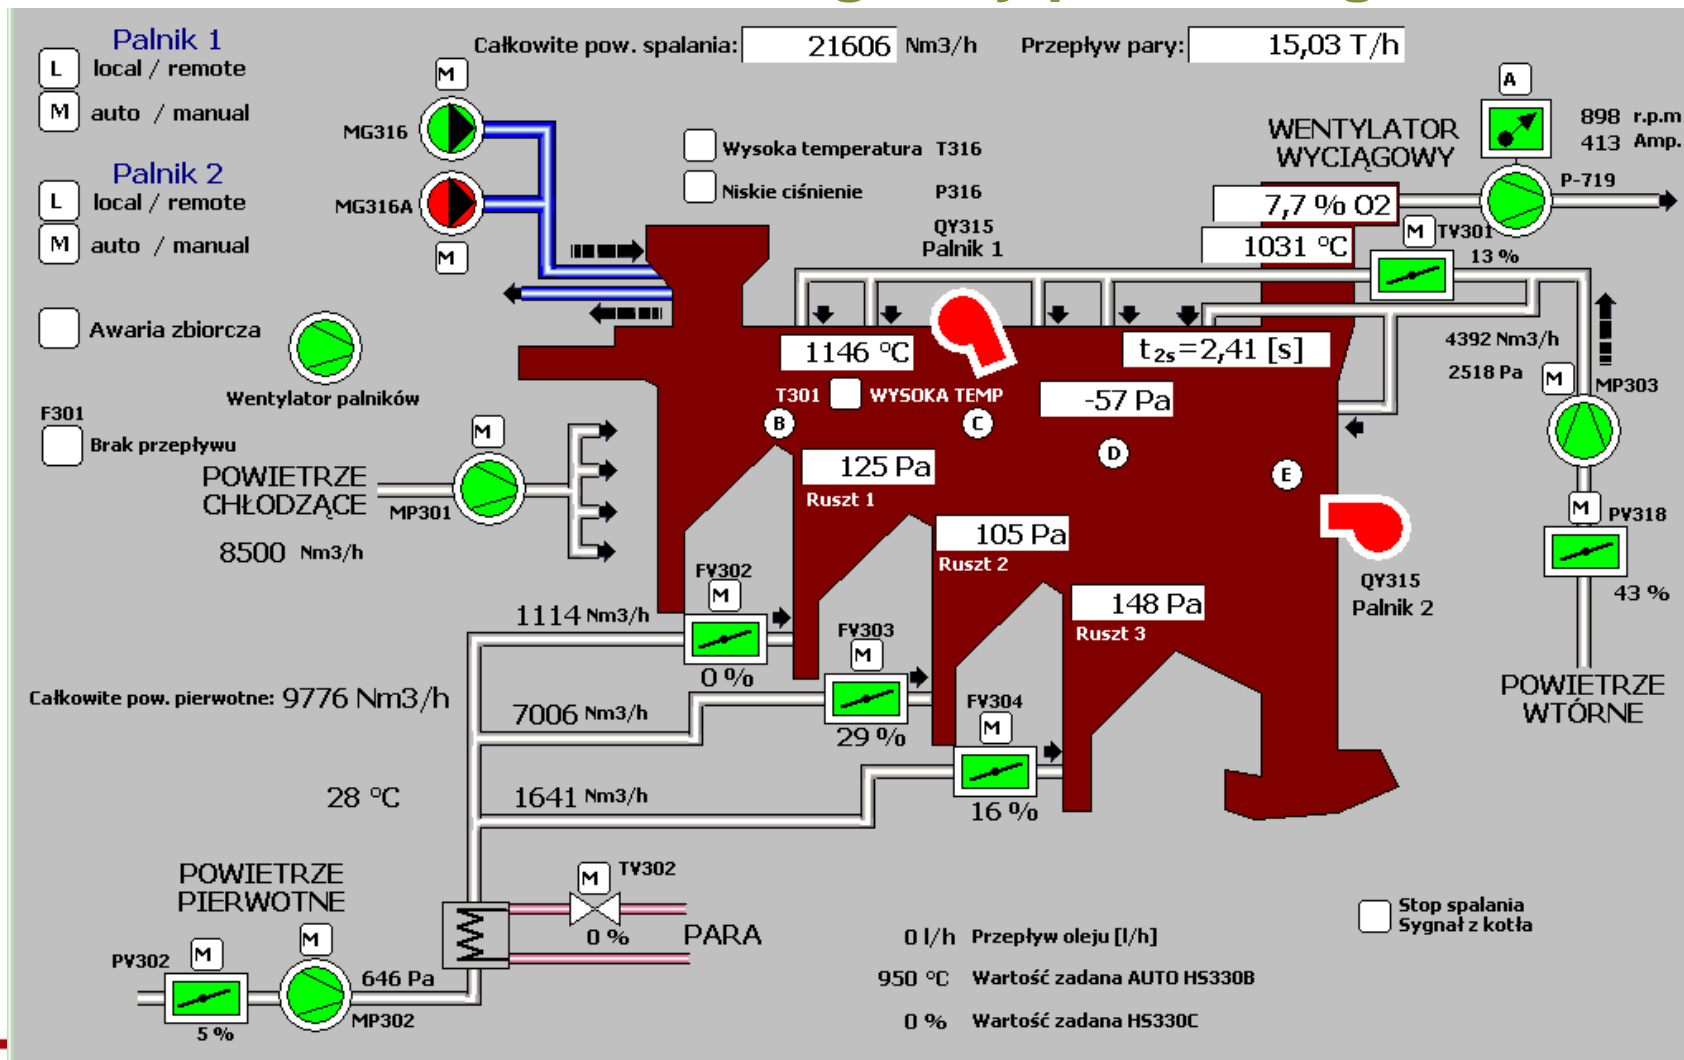 Palnik 1
L local / remote
M auto / manual
Palnik 2
L local / remote
M auto / manual
Awaria zbiorcza
Wentylator palników
F301
Brak przepływu
Całkowite pow. spalania: 21606 Nm3/h
Przepływ pary: 15,03 T/h
M
MG316
MG316A
M
Wysoka temperatura T316
Niskie ciśnienie P316
QY315
Palnik 1
WENTYLATOR
WYCIĄGOWY
A
898 r.p.m
413 Amp.
P-719
7,7 % O2
1031 °C
M TV301
13 %
1146 °C
t2s=2,41 [s]
T301 WYSOKA TEMP
-57 Pa
B
C
D
E
4392 Nm3/h
2518 Pa
M MP303
M
POWIETRZE
CHŁODZĄCE
MP301
8500 Nm3/h
125 Pa
Ruszt 1
105 Pa
Ruszt 2
148 Pa
Ruszt 3
M PV318
43 %
QY315
Palnik 2
POWIETRZE
WTÓRNE
FV302
M
1114 Nm3/h
0 %
FV303
M
7006 Nm3/h
29 %
FV304
M
1641 Nm3/h
16 %
Całkowite pow. pierwotne: 9776 Nm3/h
28 °C
POWIETRZE
PIERWOTNE
PV302 M
5 %
M
MP302
646 Pa
M TV302
0 %
PARA
Stop spalania
Sygnał z kotła
0 l/h Przepływ oleju [l/h]
950 °C Wartość zadana AUTO HS330B
0 % Wartość zadana HS330C